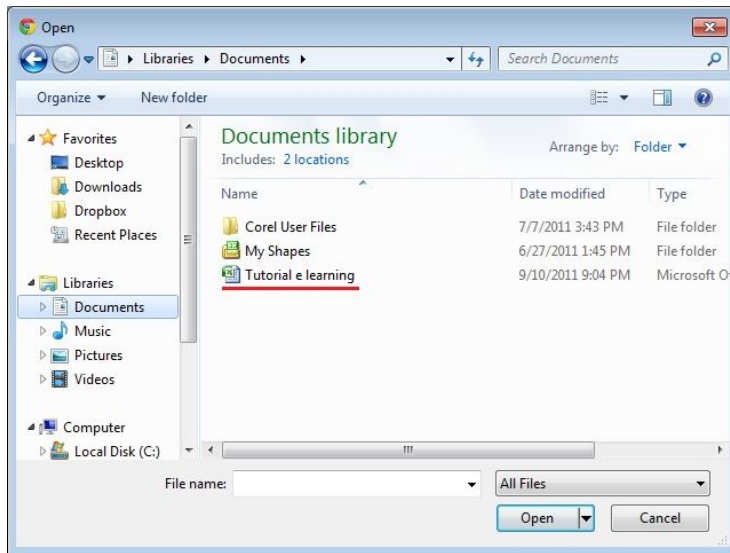 Open
Libraries Documents
Search Documents
Organize New folder
Favorites
Desktop
Downloads
Dropbox
Recent Places
Libraries
Documents
Music
Pictures
Videos
Computer
Local Disk (C:)
Documents library
Includes: 2 locations
Arrange by: Folder
Name Date modified Type
Corel User Files 7/7/2011 3:43 PM File folder
My Shapes 6/27/2011 1:45 PM File folder
Tutorial e learning 9/10/2011 9:04 PM Microsoft O
File name: All Files
Open Cancel